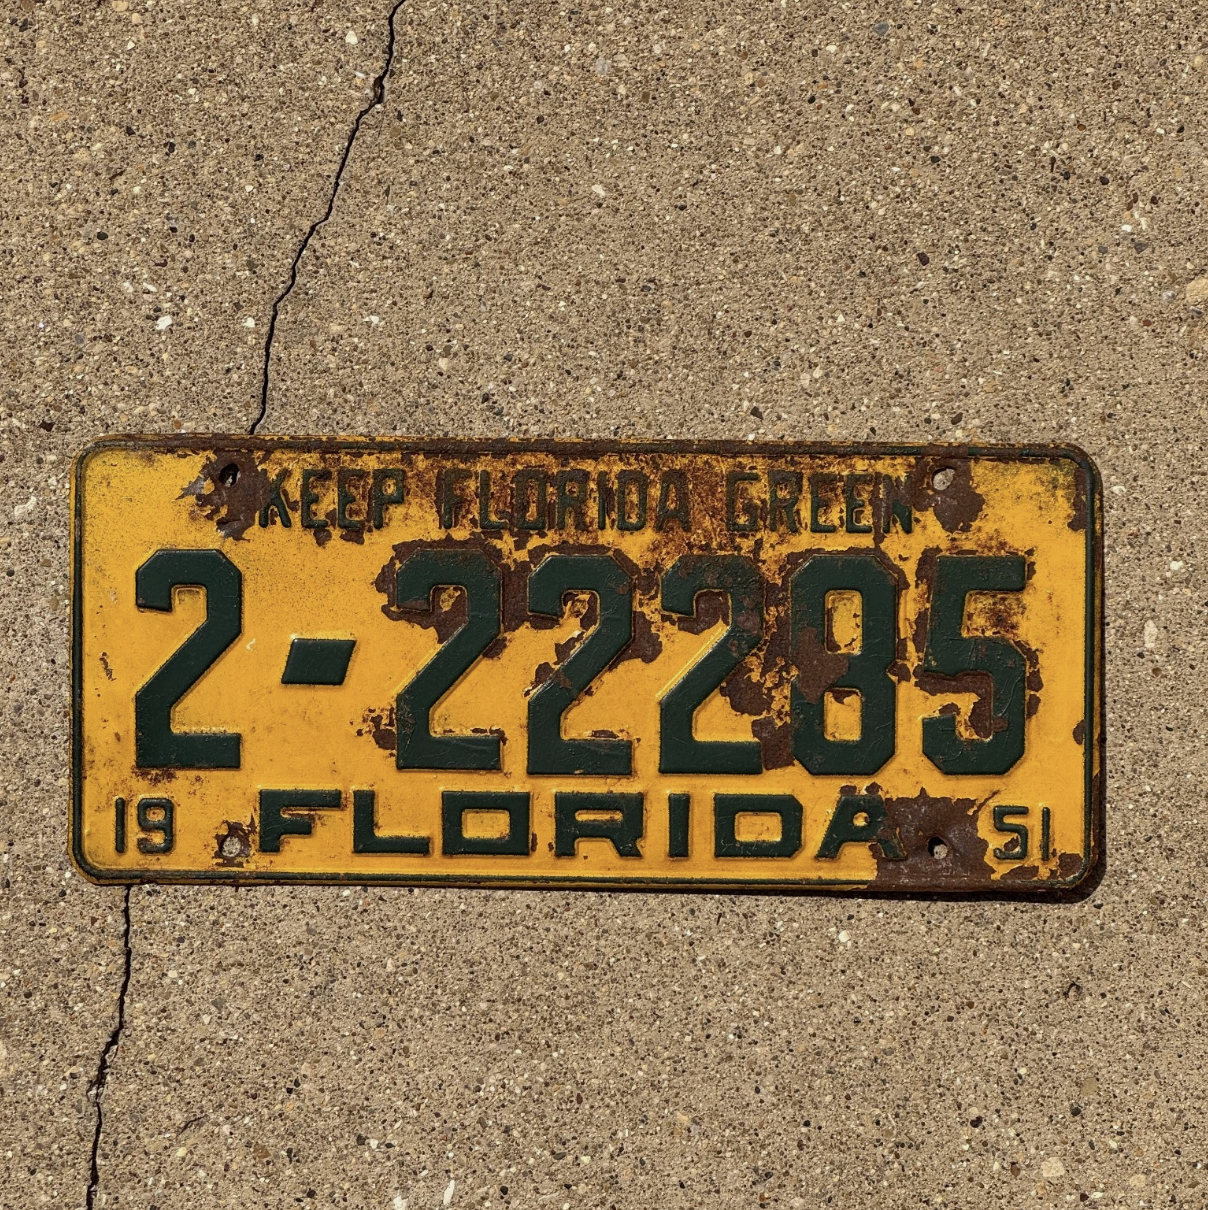 KEEP FLORIDA GREEN
2-22285
19 FLORIDA 51